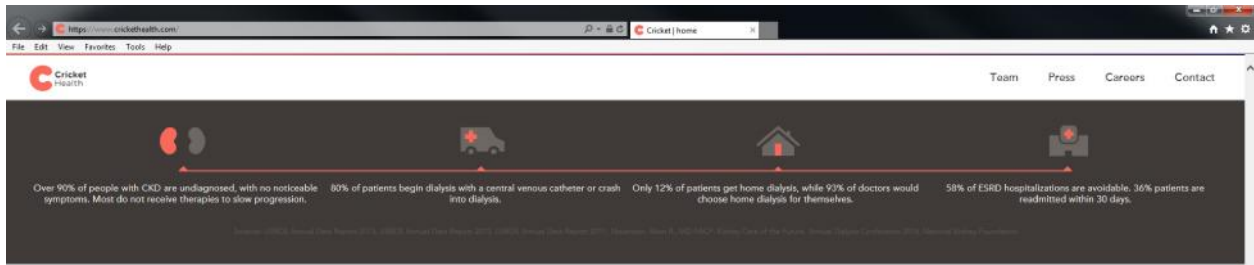 https://www.crickethealth.com/
Cricket | home
File Edit View Favorites Tools Help
Cricket
Health
Team Press Careers Contact
Over 90% of people with CKD are undiagnosed, with no noticeable
symptoms. Most do not receive therapies to slow progression.
80% of patients begin dialysis with a central venous catheter or crash
into dialysis.
Only 12% of patients get home dialysis, while 93% of doctors would
choose home dialysis for themselves.
58% of ESRD hospitalizations are avoidable. 36% patients are
readmitted within 30 days.